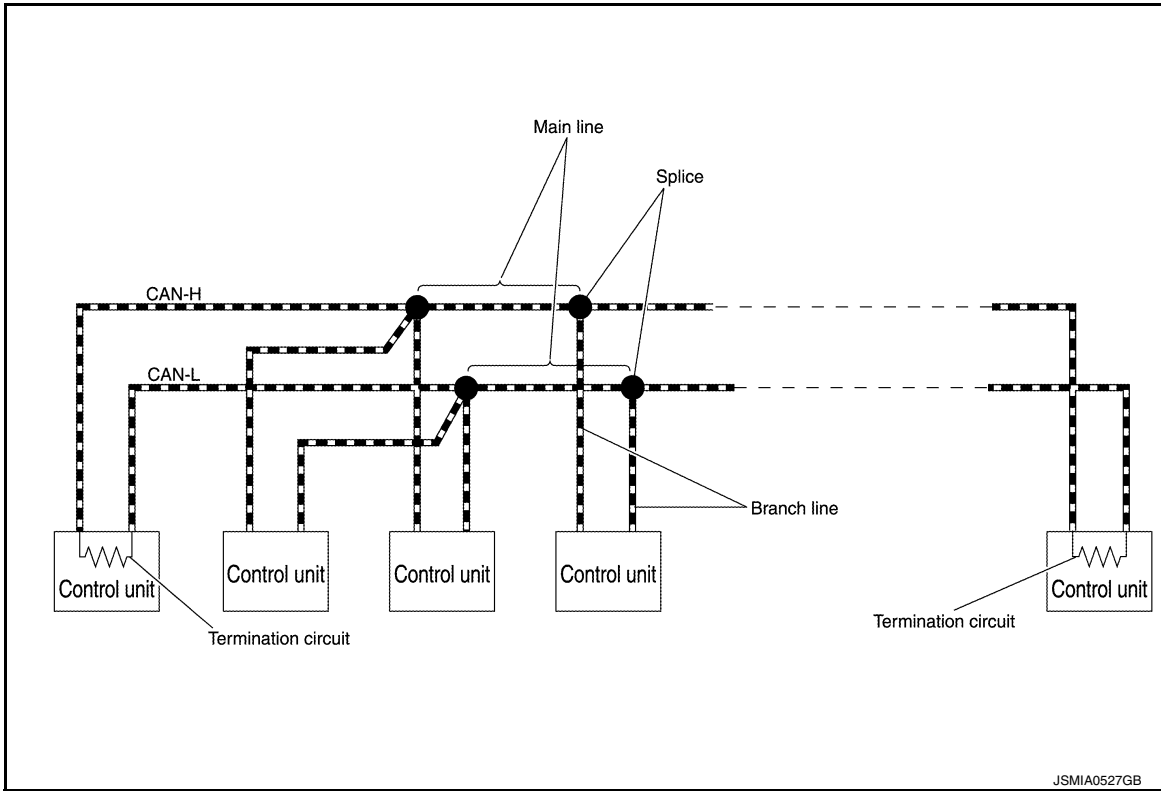 Main line
Splice
CAN-H
CAN-L
Branch line
Control unit
Control unit
Control unit
Control unit
Control unit
Termination circuit
Termination circuit
JSMIA0527GB